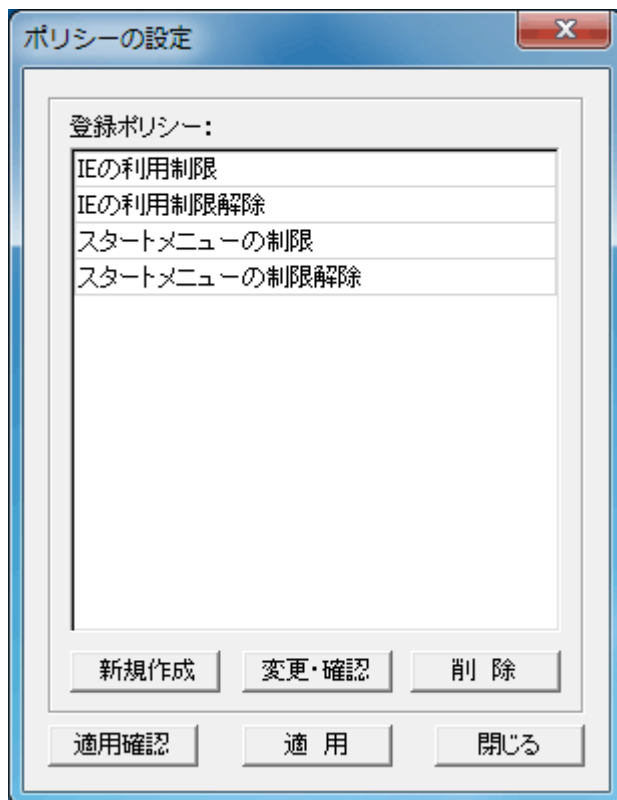 ポリシーの設定
登録ポリシー:
IEの利用制限
IEの利用制限解除
スタートメニューの制限
スタートメニューの制限解除
新規作成 変更・確認 削 除
適用確認 適 用 閉じる